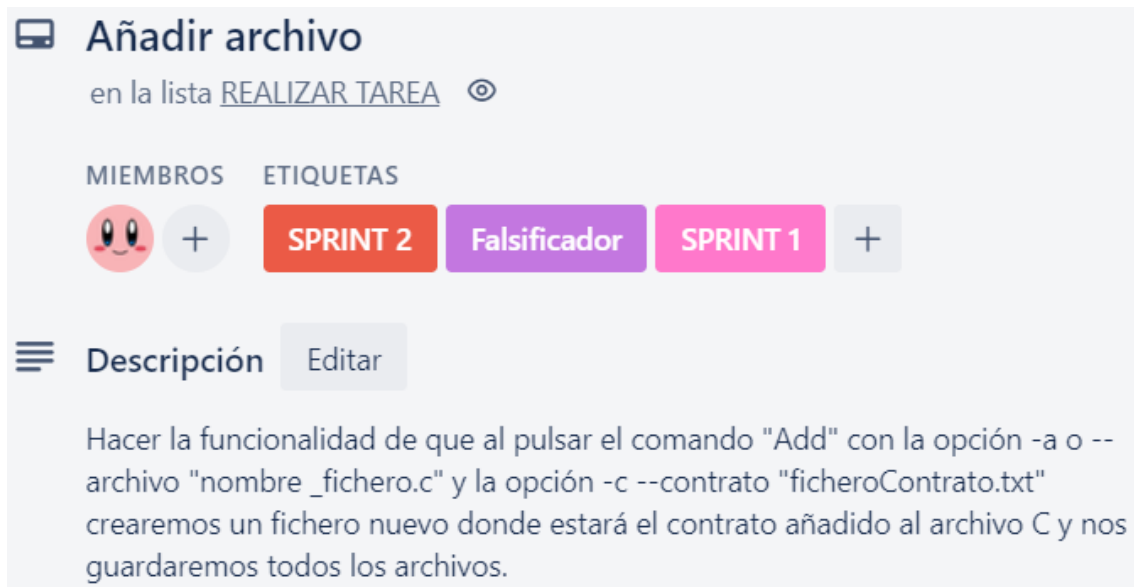 Añadir archivo
en la lista REALIZAR TAREA
MIEMBROS ETIQUETAS
+ SPRINT 2 Falsificador SPRINT 1 +
Descripción Editar
Hacer la funcionalidad de que al pulsar el comando "Add" con la opción -a o --
archivo "nombre _fichero.c" y la opción -c --contrato "ficheroContrato.txt"
crearemos un fichero nuevo donde estará el contrato añadido al archivo C y nos
guardaremos todos los archivos.